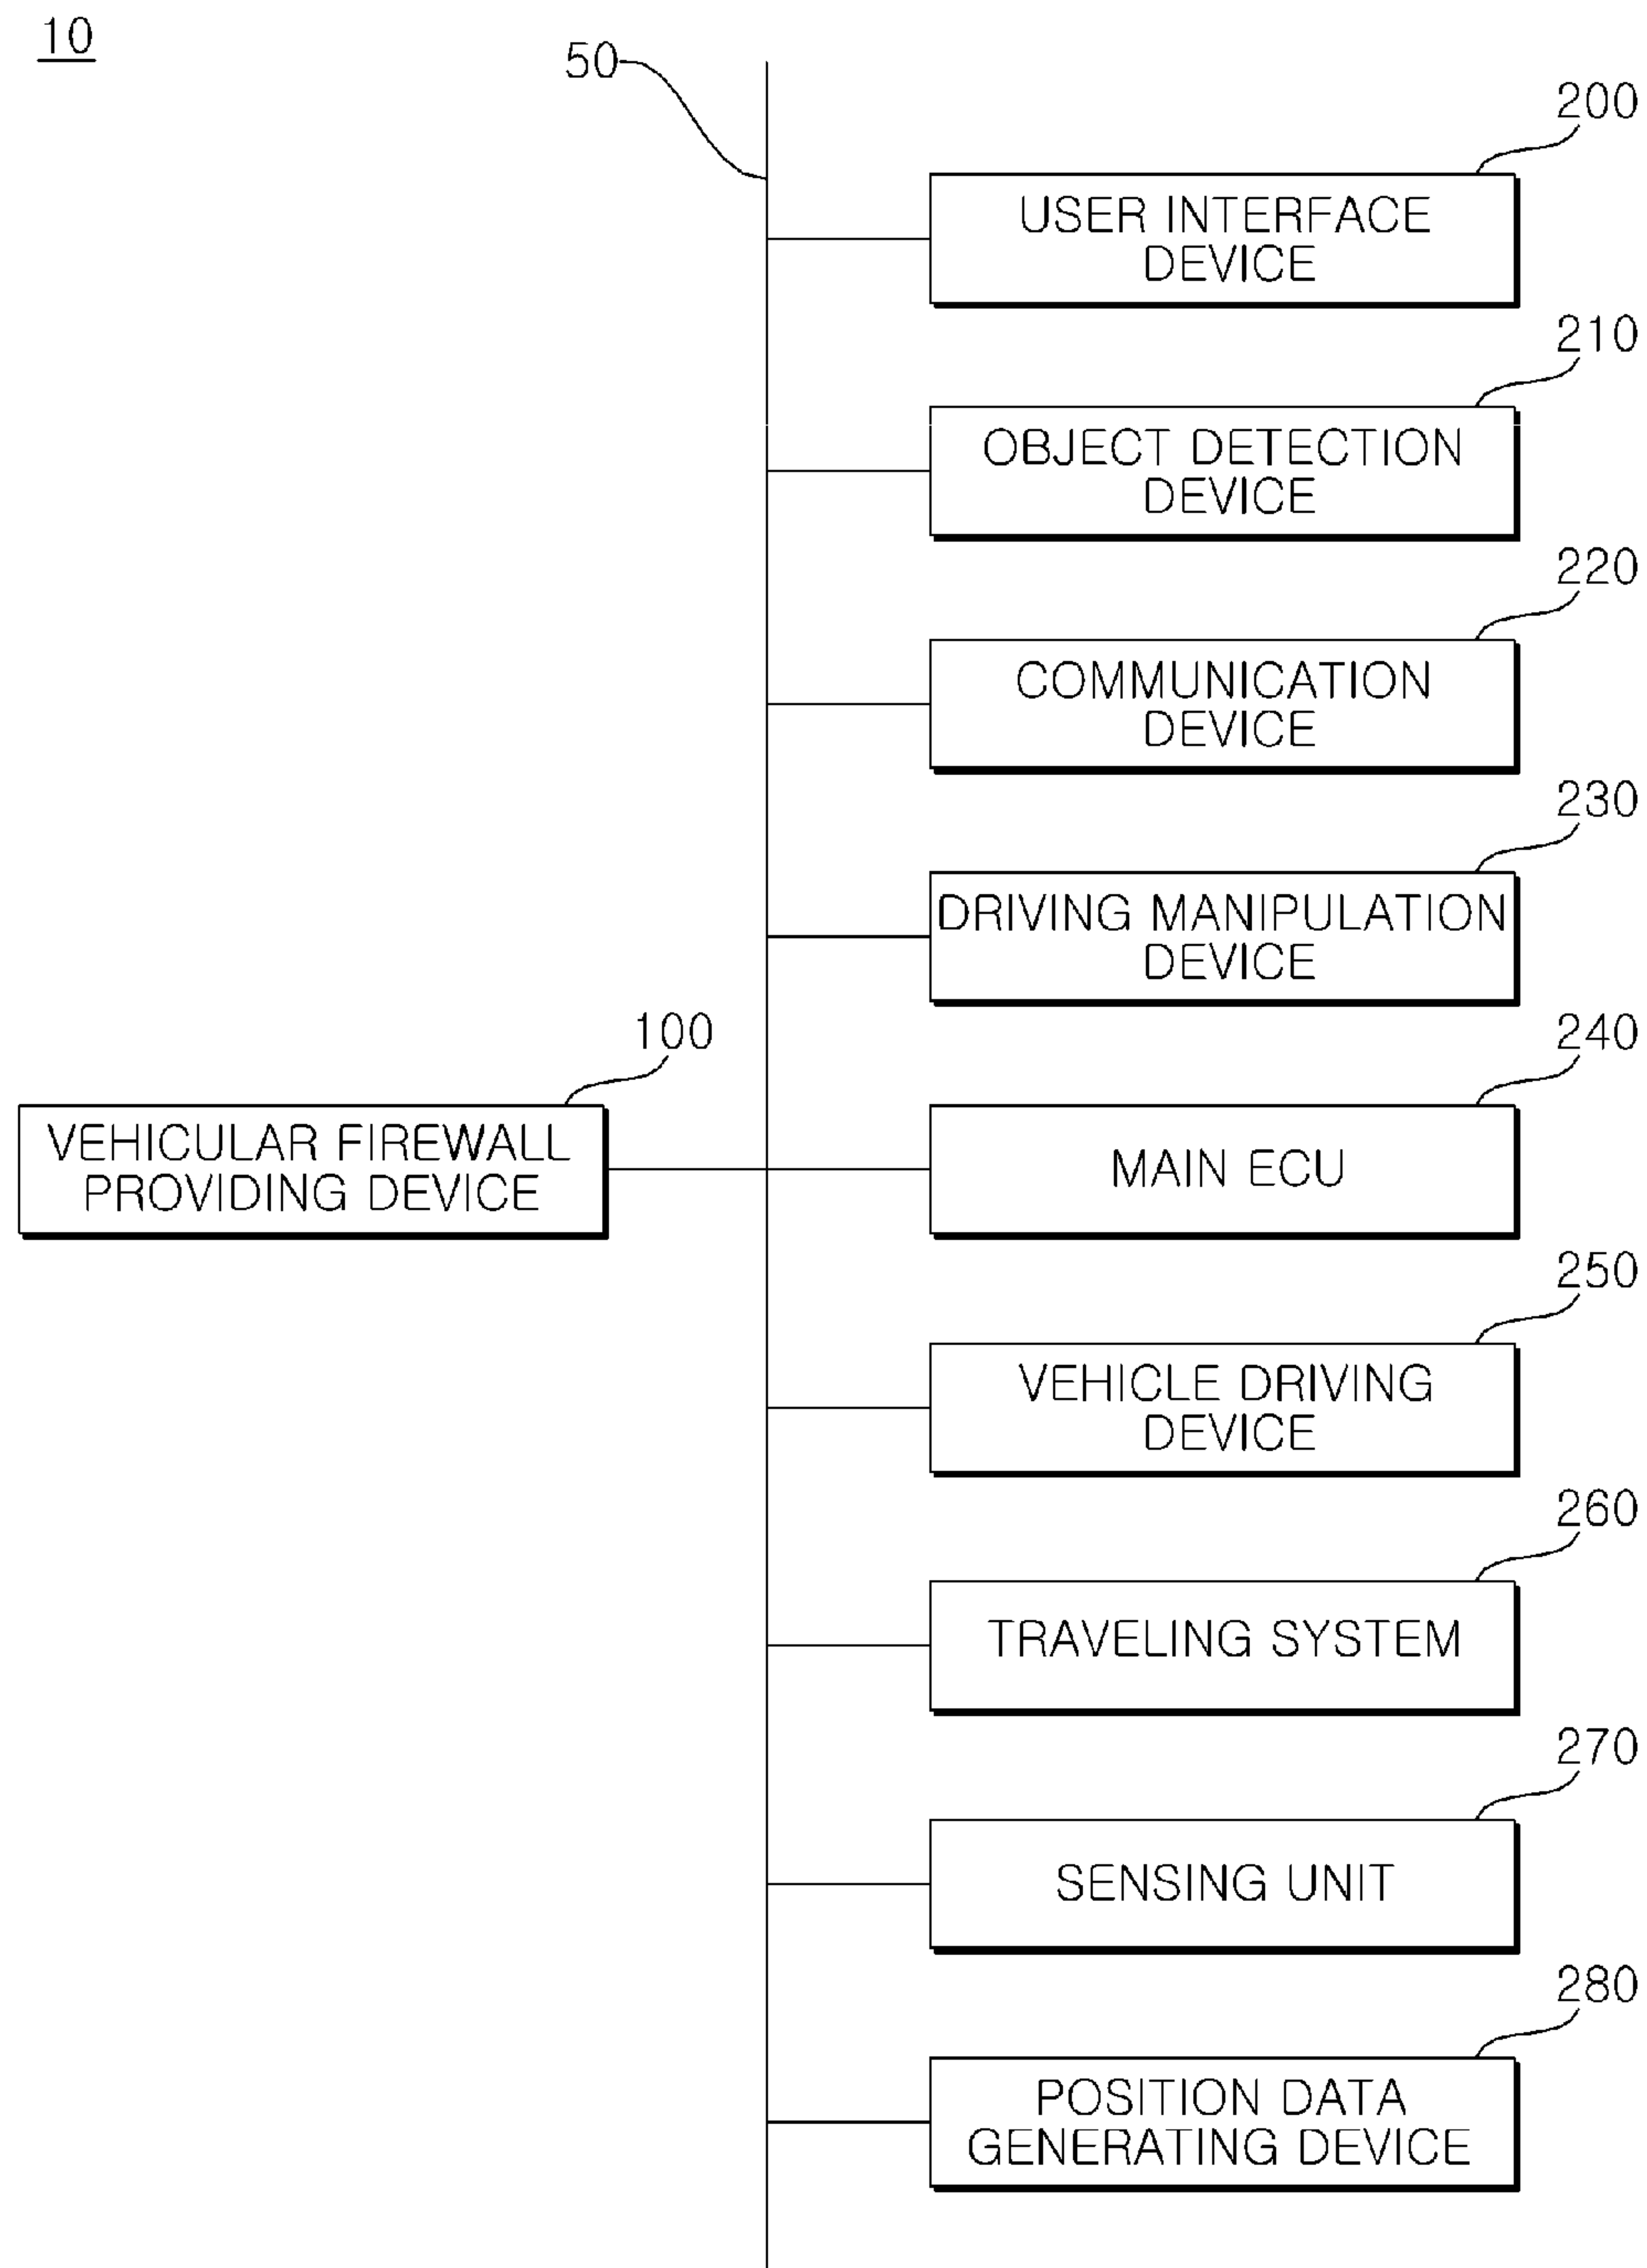 10
50
200
USER INTERFACE
DEVICE
210
OBJECT DETECTION
DEVICE
220
COMMUNICATION
DEVICE
230
DRIVING MANIPULATION
DEVICE
100
VEHICULAR FIREWALL
PROVIDING DEVICE
240
MAIN ECU
250
VEHICLE DRIVING
DEVICE
260
TRAVELING SYSTEM
270
SENSING UNIT
280
POSITION DATA
GENERATING DEVICE